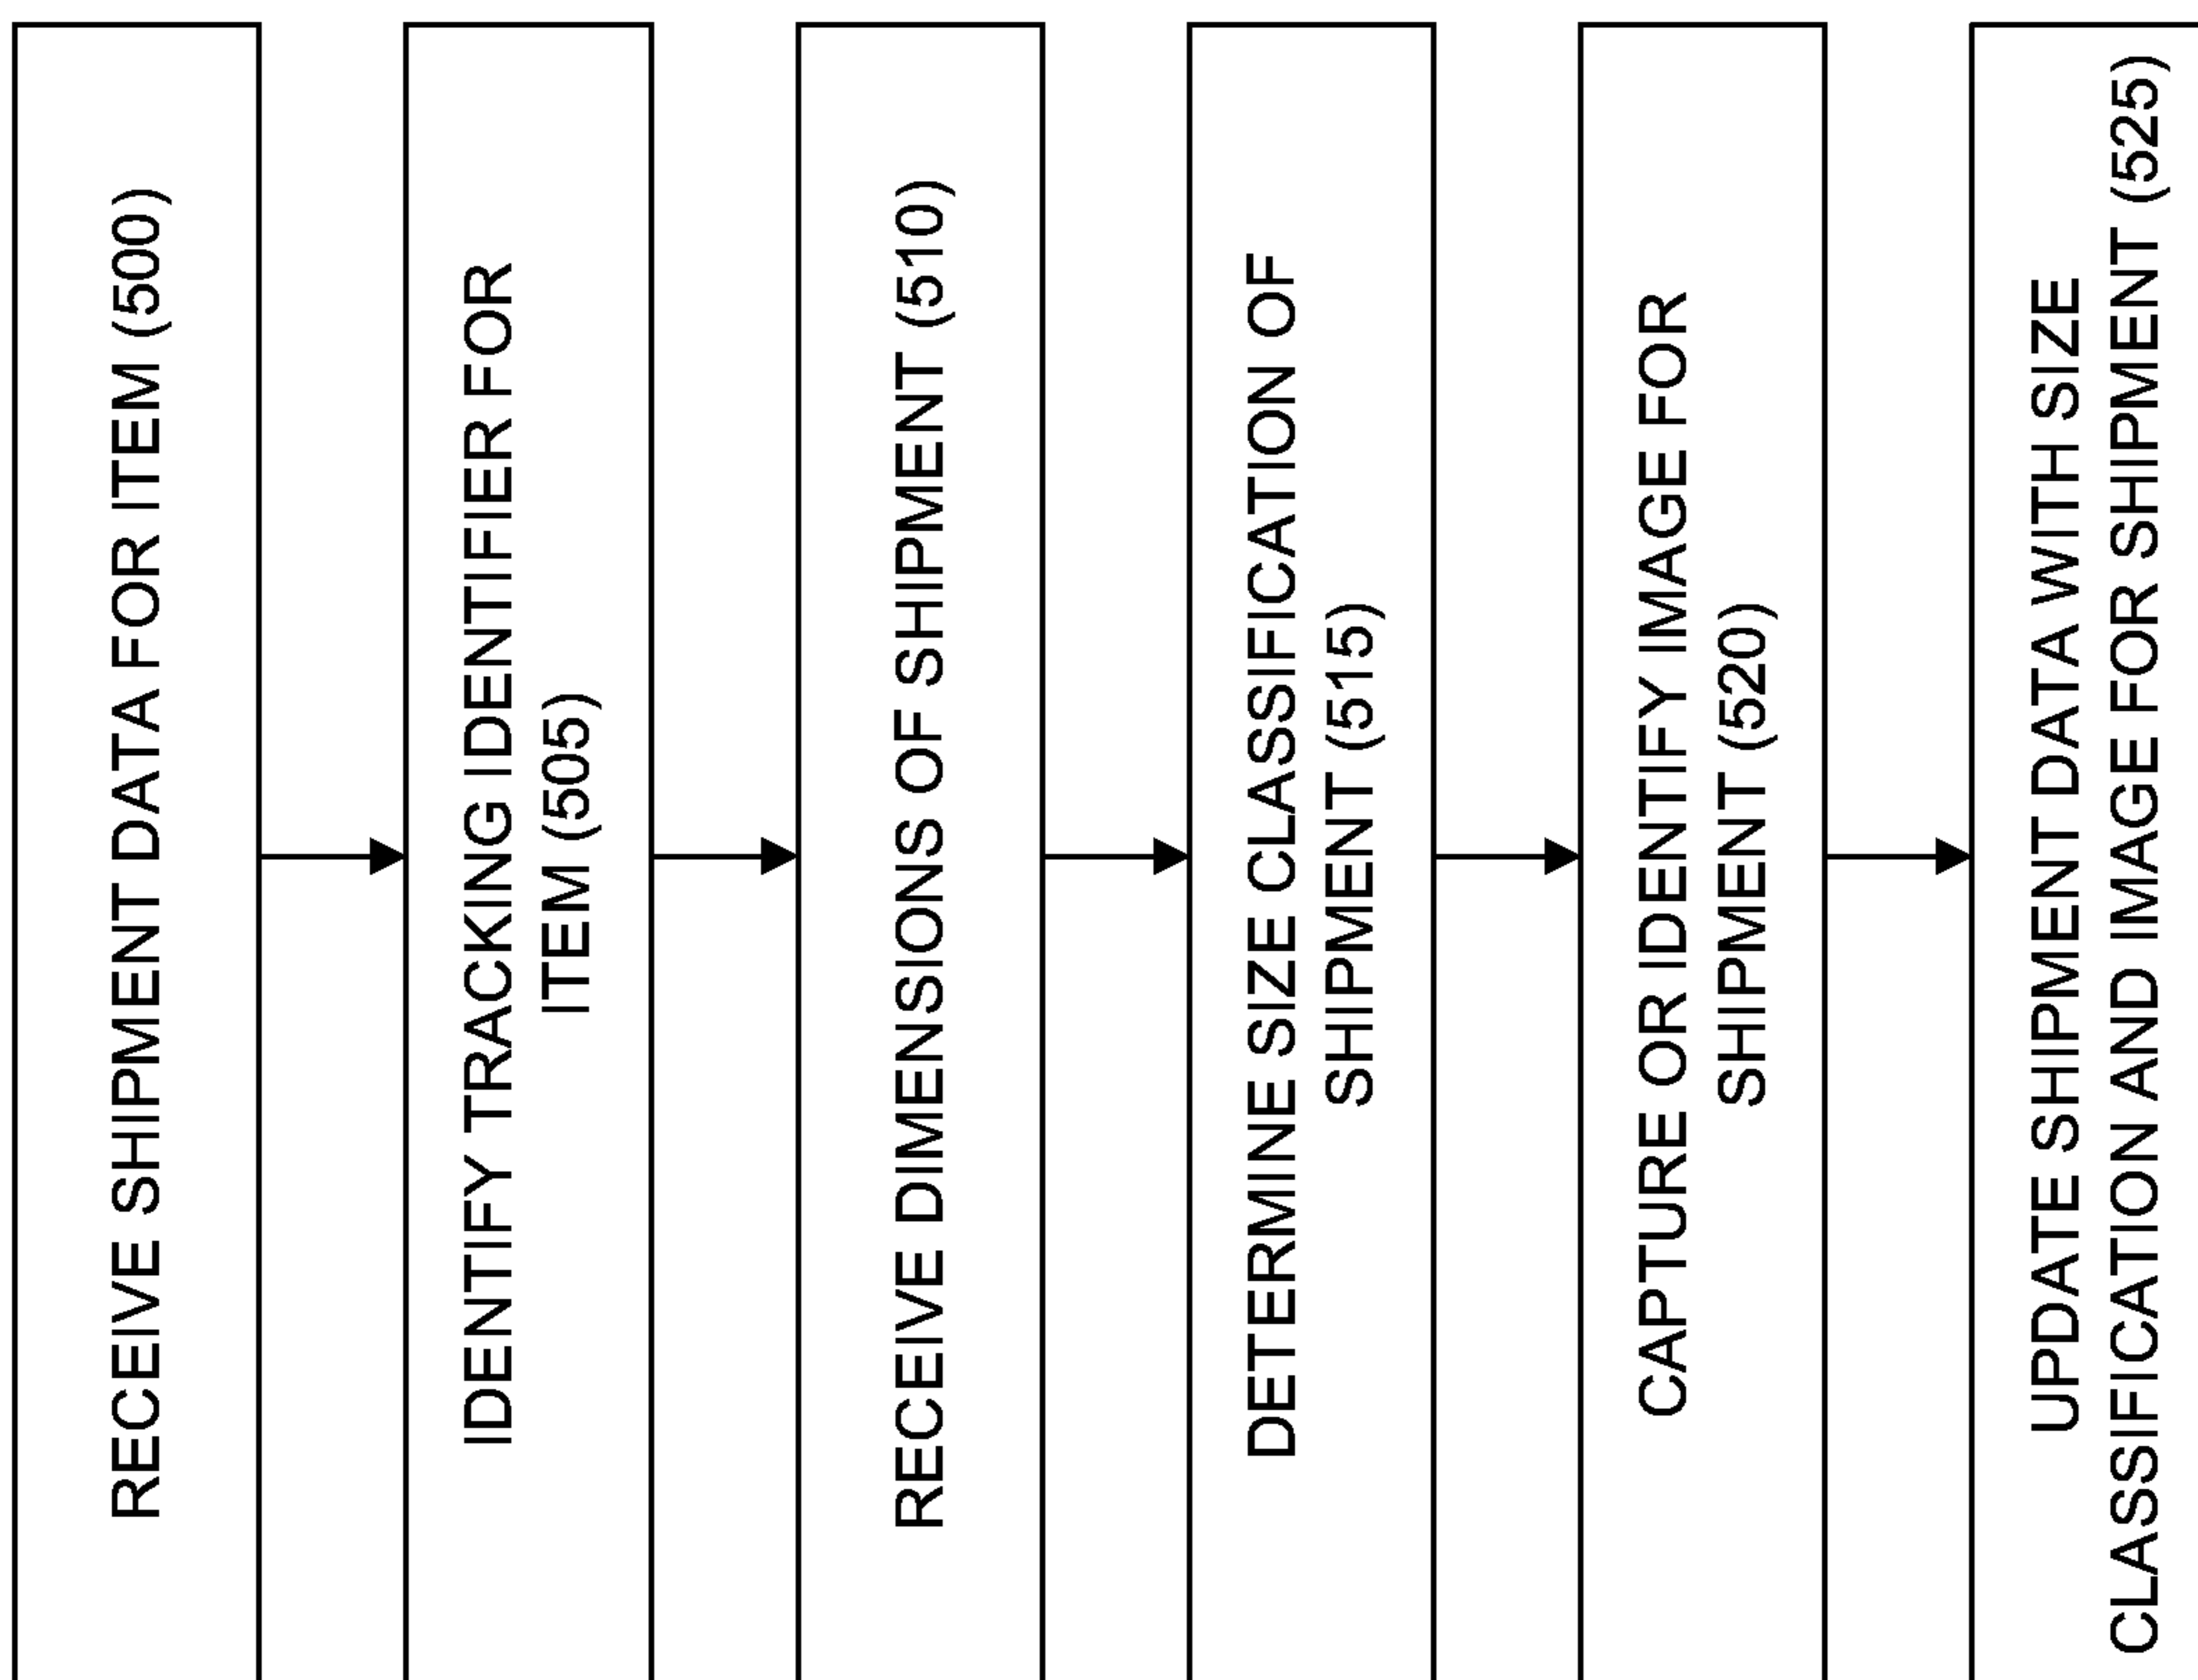 RECEIVE SHIPMENT DATA FOR ITEM (500)
IDENTIFY TRACKING IDENTIFIER FOR
ITEM (505)
RECEIVE DIMENSIONS OF SHIPMENT (510)
DETERMINE SIZE CLASSIFICATION OF
SHIPMENT (515)
CAPTURE OR IDENTIFY IMAGE FOR
SHIPMENT (520)
UPDATE SHIPMENT DATA WITH SIZE
CLASSIFICATION AND IMAGE FOR SHIPMENT (525)